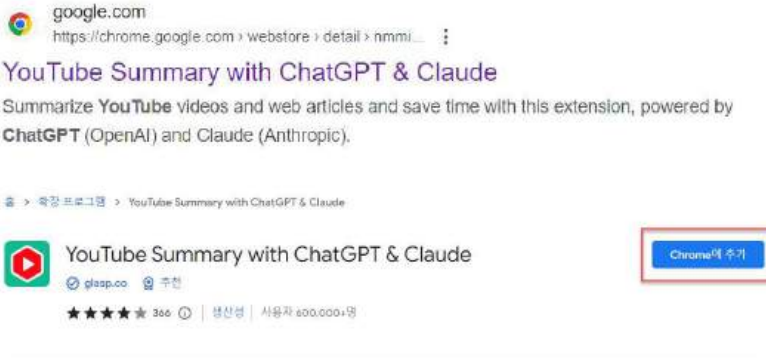 google.com
https://chrome.google.com › webstore › detail › nmmi...
YouTube Summary with ChatGPT & Claude
Summarize YouTube videos and web articles and save time with this extension, powered by
ChatGPT (OpenAI) and Claude (Anthropic).
홈 > 확장 프로그램 > YouTube Summary with ChatGPT & Claude
YouTube Summary with ChatGPT & Claude
Chrome에 추가
glasp.co 추천
★★★★★ 366 | 생산성 | 사용자 600,000+명